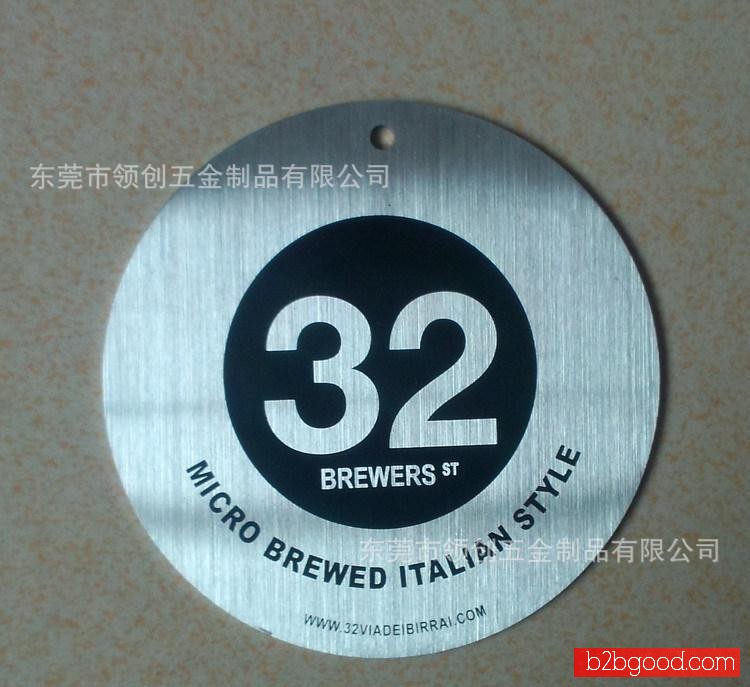 东莞市领创五金制品有限公司
32
BREWERS ST
MICRO BREWED ITALIAN STYLE
东莞市领创五金制品有限公司
WWW.32VIADEIBIRRAI.COM
b2bgood.com